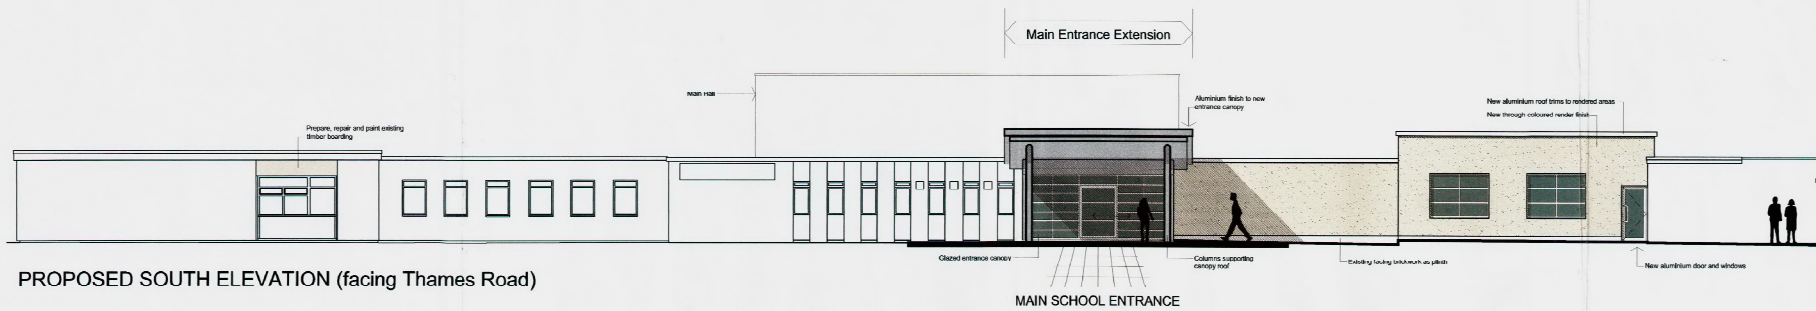 Main Entrance Extension
Main Hall
Aluminium finish to new
entrance canopy
New aluminium roof trims to rendered areas
New through coloured render finish
Prepare, repair and paint existing
timber boarding
Glazed entrance canopy
Columns supporting
canopy roof
Existing facing brickwork as plinth
New aluminium door and windows
PROPOSED SOUTH ELEVATION (facing Thames Road)
MAIN SCHOOL ENTRANCE